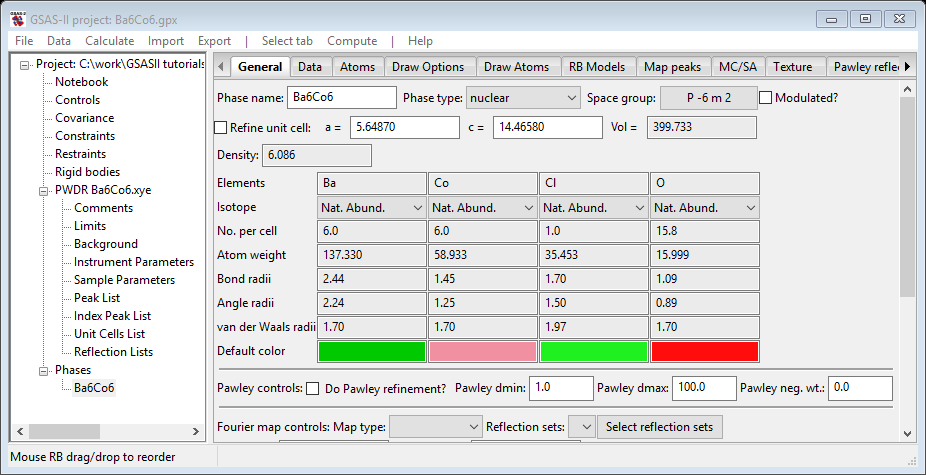 GSAS-II project: Ba6Co6.gpx
File Data Calculate Import Export | Select tab Compute | Help
Project: C:\work\GSASII tutorials
Notebook
Controls
Covariance
Constraints
Restraints
Rigid bodies
PWDR Ba6Co6.xye
Comments
Limits
Background
Instrument Parameters
Sample Parameters
Peak List
Index Peak List
Unit Cells List
Reflection Lists
Phases
Ba6Co6
General Data Atoms Draw Options Draw Atoms RB Models Map peaks MC/SA Texture Pawley reflec
Phase name: Ba6Co6 Phase type: nuclear Space group: P -6 m 2 Modulated?
Refine unit cell: a = 5.64870 c = 14.46580 Vol = 399.733
Density: 6.086
Elements Ba Co Cl O
Isotope Nat. Abund. Nat. Abund. Nat. Abund. Nat. Abund.
No. per cell 6.0 6.0 1.0 15.8
Atom weight 137.330 58.933 35.453 15.999
Bond radii 2.44 1.45 1.70 1.09
Angle radii 2.24 1.25 1.50 0.89
van der Waals radii 1.70 1.70 1.97 1.70
Default color
Pawley controls: Do Pawley refinement? Pawley dmin: 1.0 Pawley dmax: 100.0 Pawley neg. wt.: 0.0
Fourier map controls: Map type: Reflection sets: Select reflection sets
Mouse RB drag/drop to reorder